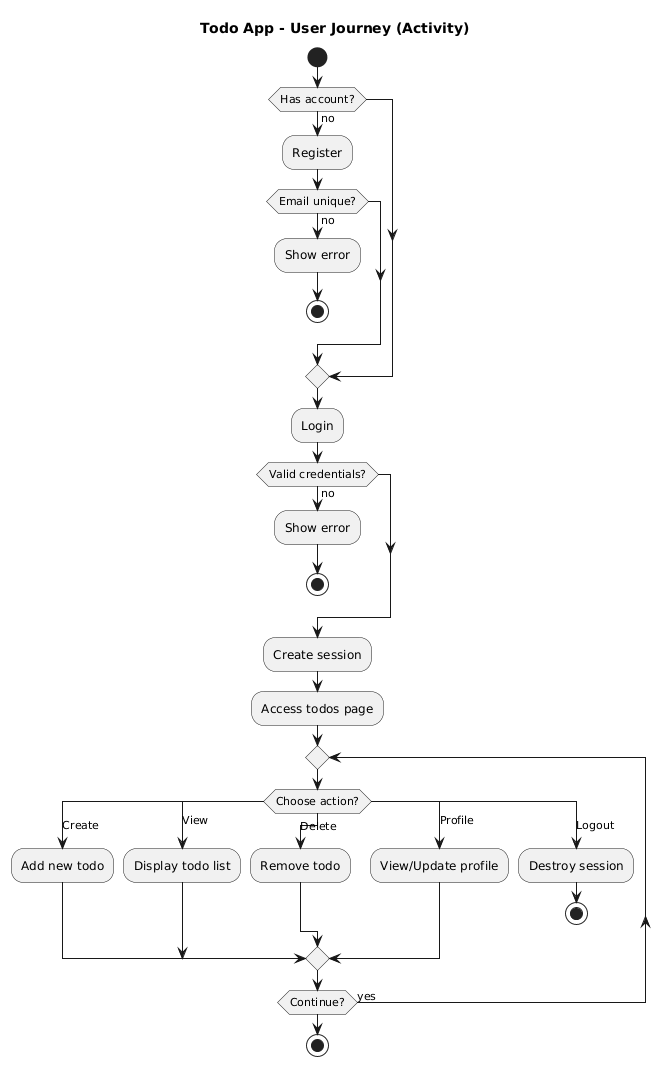 Todo App - User Journey (Activity)
Has account?
no
Register
Email unique?
no
Show error
Login
Valid credentials?
no
Show error
Create session
Access todos page
Choose action?
Create
View
Delete
Profile
Logout
Add new todo
Display todo list
Remove todo
View/Update profile
Destroy session
Continue?
yes